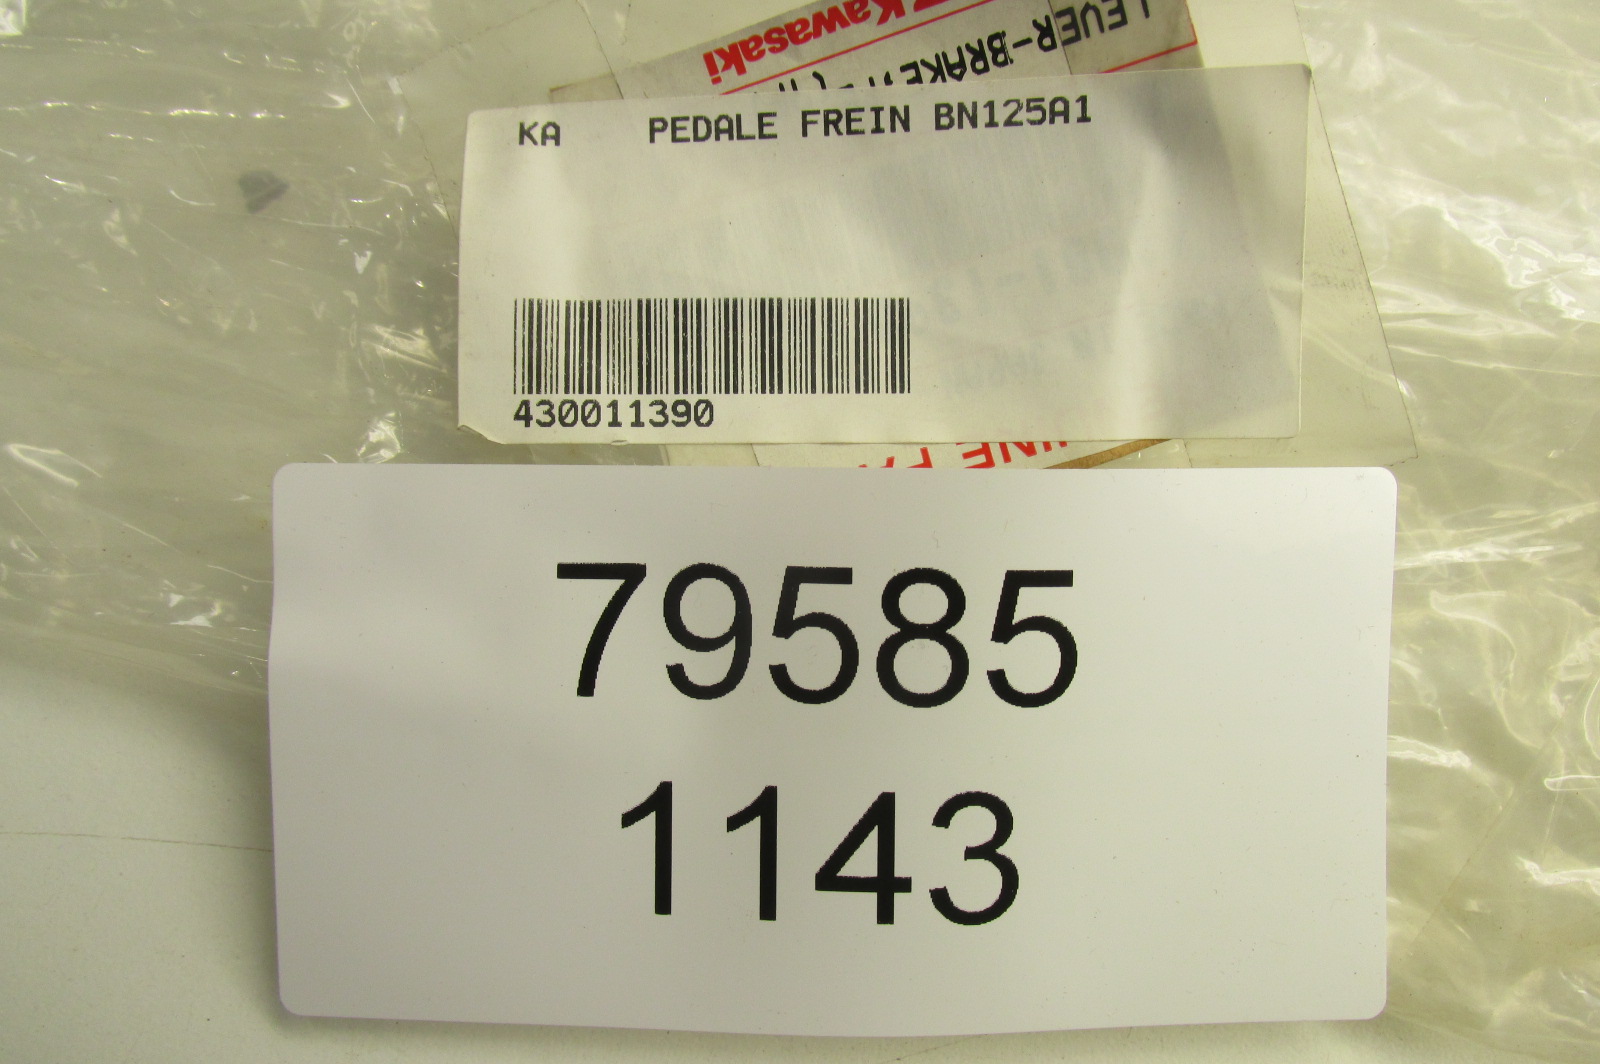 Kawasaki
LEVER-BRAKE
KA PEDALE FREIN BN125A1
430011390
79585
1143